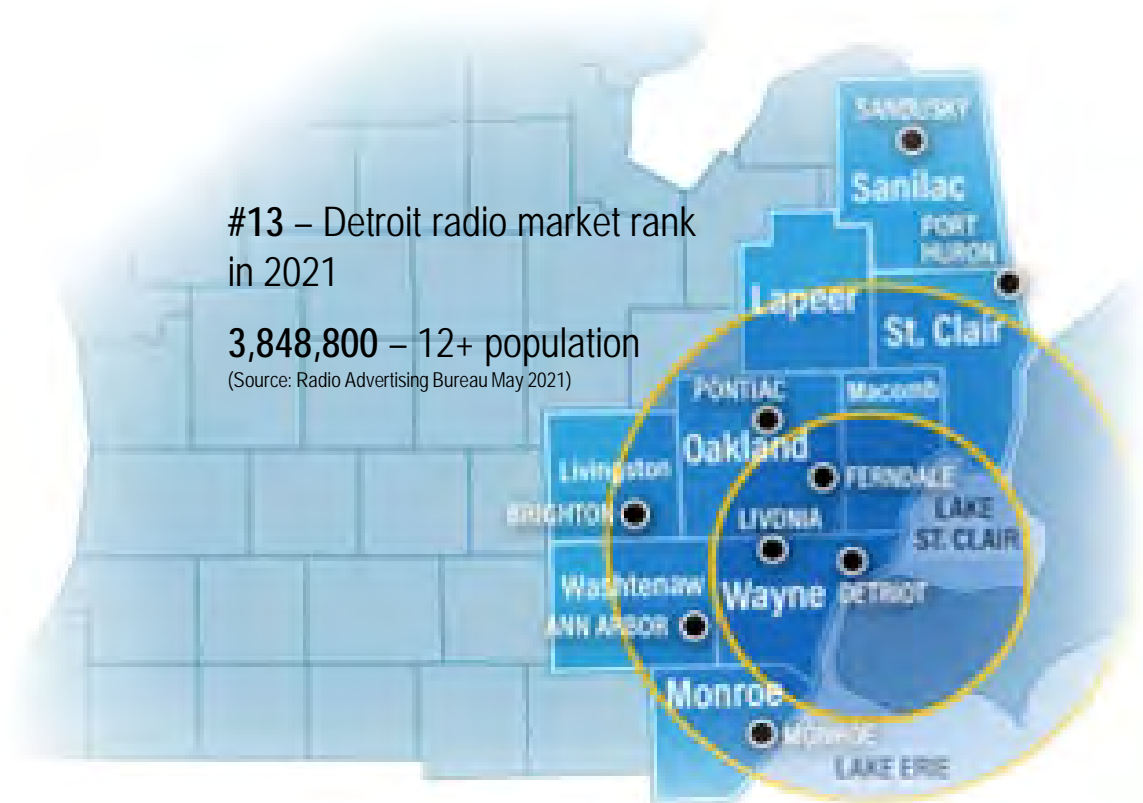 SANDUSKY
Sanilac
#13 – Detroit radio market rank
in 2021
PORT
HURON
Lapeer
St. Clair
3,848,800 – 12+ population
(Source: Radio Advertising Bureau May 2021)
PONTIAC
Macomb
Oakland
Livingston
FERNDALE
BRIGHTON
LIVONIA
LAKE
ST. CLAIR
Washtenaw
Wayne
DETRIOT
ANN ARBOR
Monroe
MONROE
LAKE ERIE